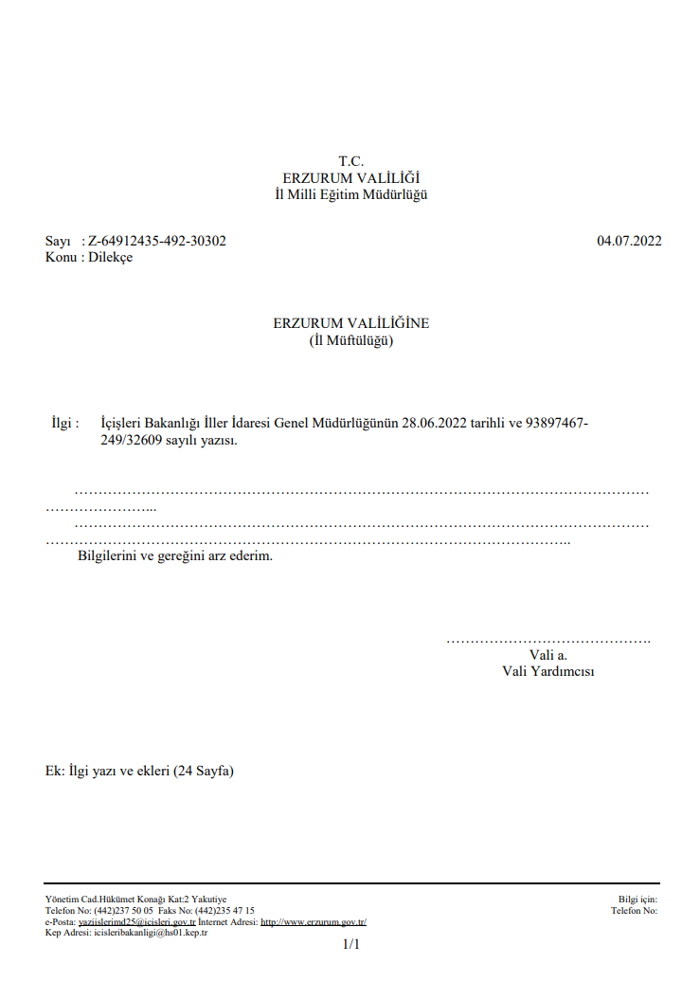 T.C.
ERZURUM VALİLİĞİ
İl Milli Eğitim Müdürlüğü
Sayı : Z-64912435-492-30302 04.07.2022
Konu : Dilekçe
ERZURUM VALİLİĞİNE
(İl Müftülüğü)
İlgi : İçişleri Bakanlığı İller İdaresi Genel Müdürlüğünün 28.06.2022 tarihli ve 93897467-
249/32609 sayılı yazısı.
…………………………………………………………………………………………………………
…………………...
…………………………………………………………………………………………………………
………………………………………………………………………………………………..
Bilgilerini ve gereğini arz ederim.
…………………………………….
Vali a.
Vali Yardımcısı
Ek: İlgi yazı ve ekleri (24 Sayfa)
Yönetim Cad.Hükümet Konağı Kat:2 Yakutiye Bilgi için:
Telefon No: (442)237 50 05 Faks No: (442)235 47 15 Telefon No:
e-Posta: yaziislerimd25@icisleri.gov.tr İnternet Adresi: http://www.erzurum.gov.tr/
Kep Adresi: icisleribakanligi@hs01.kep.tr
1/1